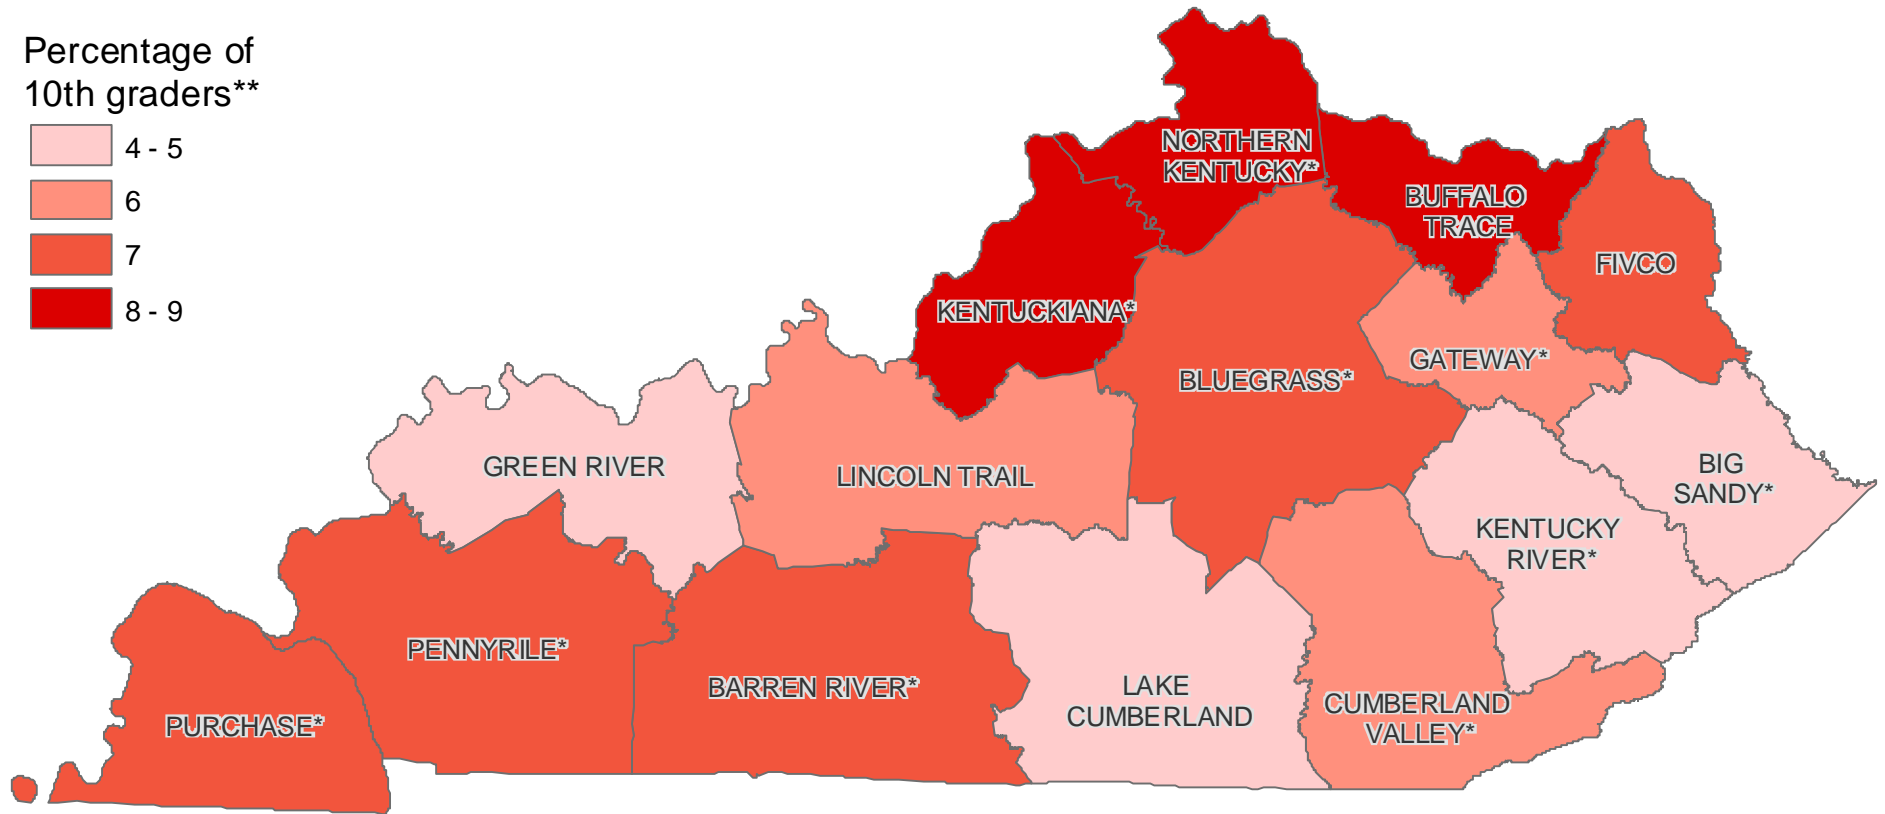 Percentage of
10th graders**
4 - 5
6
7
8 - 9
NORTHERN
KENTUCKY*
BUFFALO
TRACE
FIVCO
KENTUCKIANA*
GATEWAY*
BLUEGRASS*
GREEN RIVER
LINCOLN TRAIL
BIG
SANDY*
KENTUCKY
RIVER*
PENNYRILE*
BARREN RIVER*
LAKE
CUMBERLAND
CUMBERLAND
VALLEY*
PURCHASE*